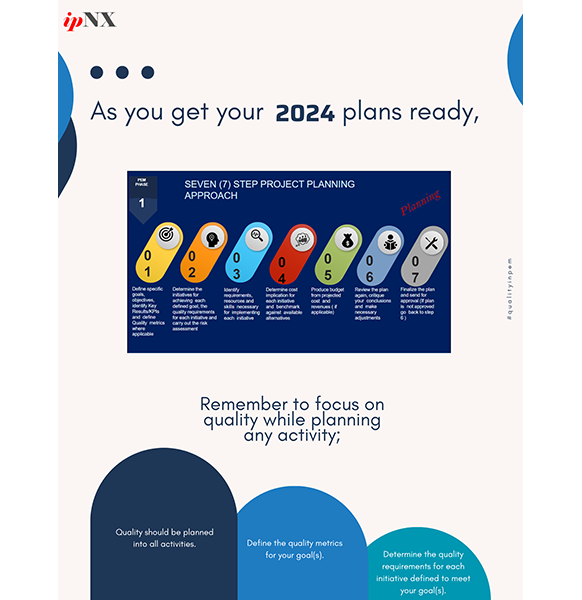 ipNX
As you get your 2024 plans ready,
PEM
PHASE
1
SEVEN (7) STEP PROJECT PLANNING
APPROACH
Planning
0
1
0
2
0
3
0
4
0
5
0
6
0
7
Define specific
goals,
objectives,
identify Key
Results/KPIs
and define
Quality metrics
where
applicable
Determine the
initiatives for
achieving each
defined goal, the
quality requirements
for each initiative and
carry out the risk
assessment
Identify
requirements,
resources and
skills necessary
for implementing
each initiative
Determine cost
implication for
each initiative
and benchmark
against available
alternatives
Produce budget
from projected
cost and
revenues ( if
applicable)
Review the plan
again, critique
your conclusions
and make
necessary
adjustments
Finalize the plan
and send for
approval (If plan
is not approved
go back to step
6 )
#qualityinpem
Remember to focus on
quality while planning
any activity;
Quality should be planned
into all activities.
Define the quality metrics
for your goal(s).
Determine the quality
requirements for each
initiative defined to meet
your goal(s).